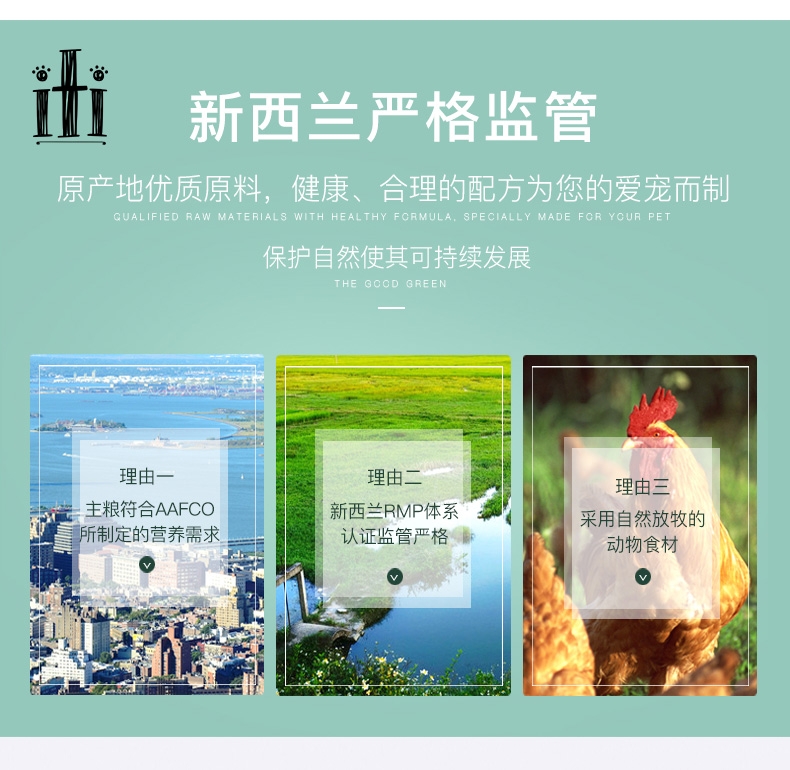 新西兰严格监管
原产地优质原料，健康、合理的配方为您的爱宠而制
QUALIFIED RAW MATERIALS WITH HEALTHY FORMULA, SPECIALLY MADE FOR YOUR PET
保护自然使其可持续发展
THE GOOD GREEN
理由一
主粮符合AAFCO
所制定的营养需求
理由二
新西兰RMP体系
认证监管严格
理由三
采用自然放牧的
动物食材